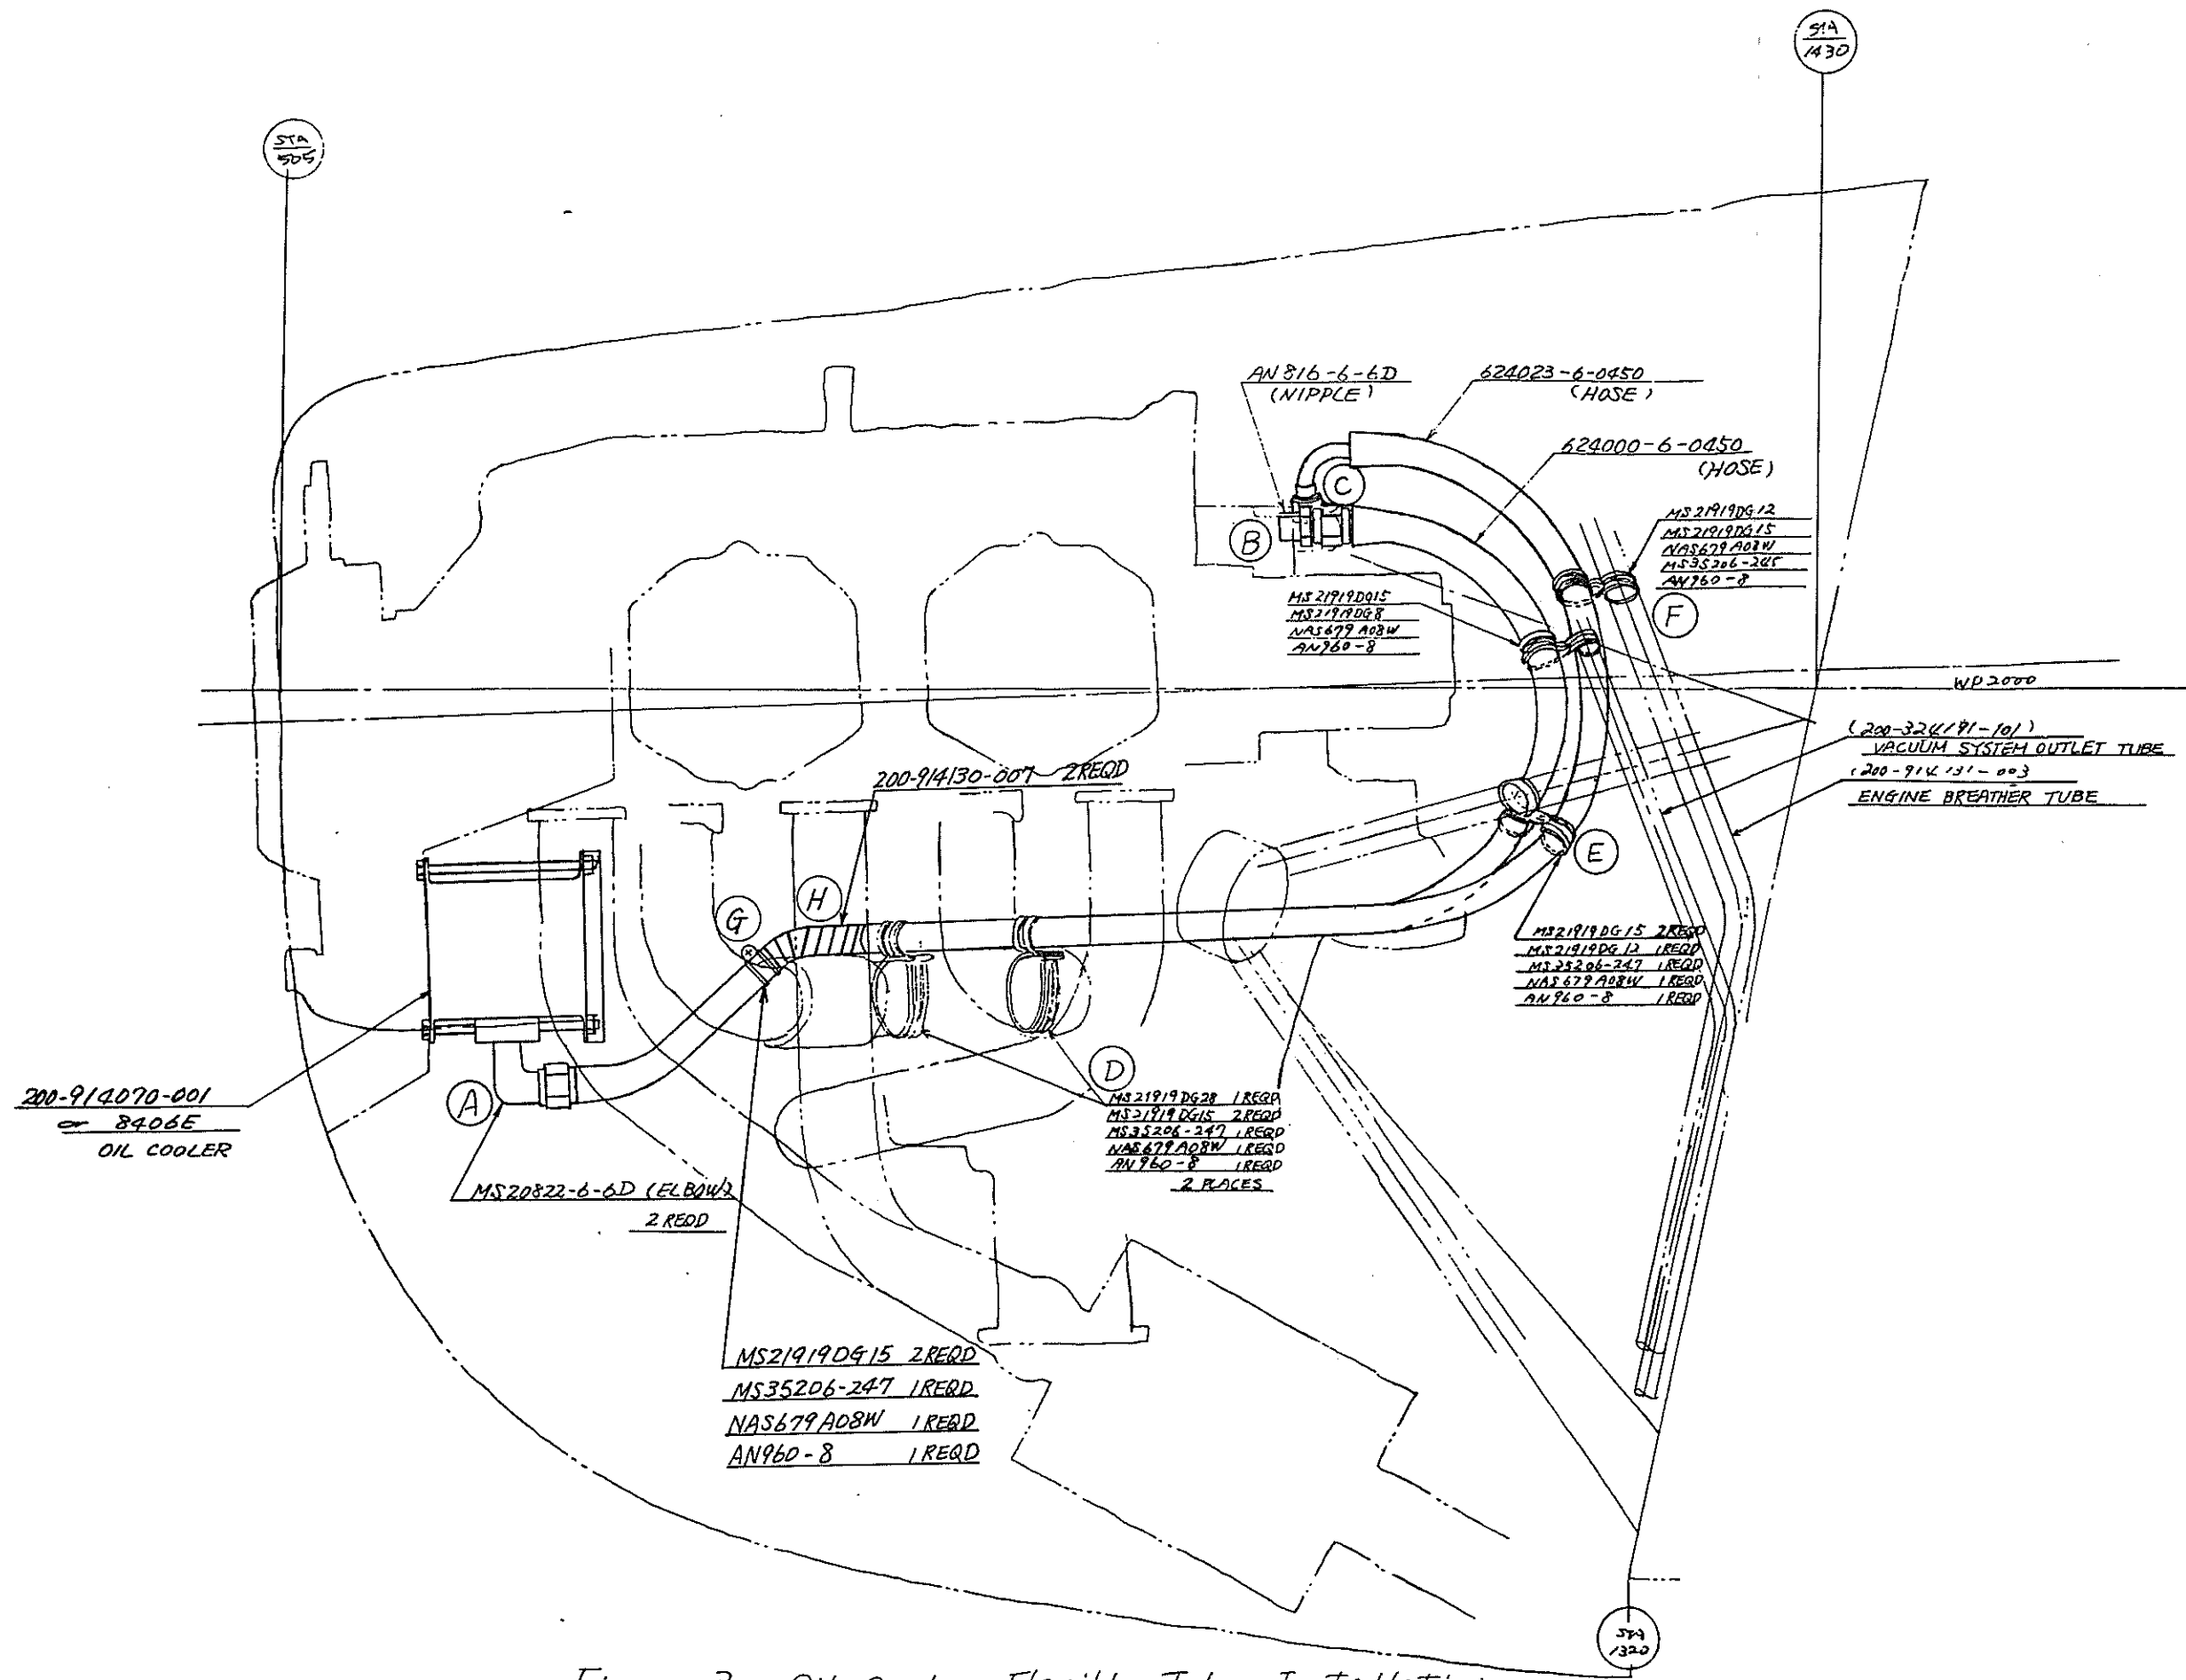 STA
1430
STA
505
AN816-6-6D
(NIPPLE)
624023-6-0450
(HOSE)
624000-6-0450
(HOSE)
C
B
MS21919DG12
MS21919DG15
NAS679A08W
MS35206-245
AN960-8
F
MS21919DG15
MS21919DG8
NAS679A08W
AN960-8
WP2000
(200-324191-101)
VACUUM SYSTEM OUTLET TUBE
(200-914131-003
ENGINE BREATHER TUBE
200-914130-007 2REQD
E
H
G
MS21919DG15 2REQD
MS21919DG12 1REQD
MS35206-247 1REQD
NAS679A08W 1REQD
AN960-8 1REQD
D
A
200-914070-001
or 8406E
OIL COOLER
MS21919DG28 1REQD
MS21919DG15 2REQD
MS35206-247 1REQD
NAS679A08W 1REQD
AN960-8 1REQD
2 PLACES
MS20822-6-6D (ELBOW)
2 REQD
MS21919DG15 2REQD
MS35206-247 1REQD
NAS679A08W 1REQD
AN960-8 1REQD
STA
1320